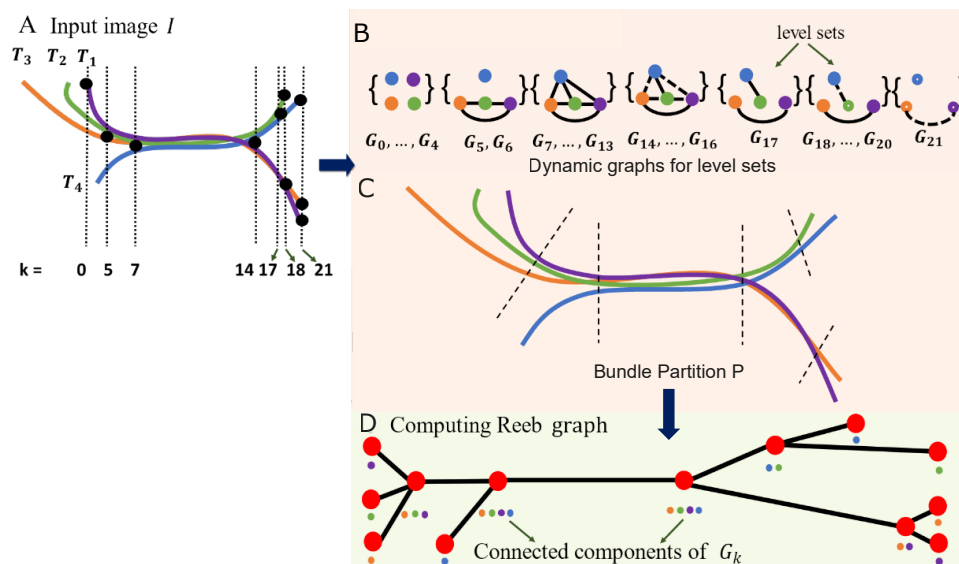 A Input image I
T3 T2 T1
T4
k = 0 5 7 14 17 18 21
B
level sets
G0, ..., G4 G5, G6 G7, ..., G13 G14, ..., G16 G17 G18, ..., G20 G21
Dynamic graphs for level sets
C
Bundle Partition P
D Computing Reeb graph
Connected components of Gk